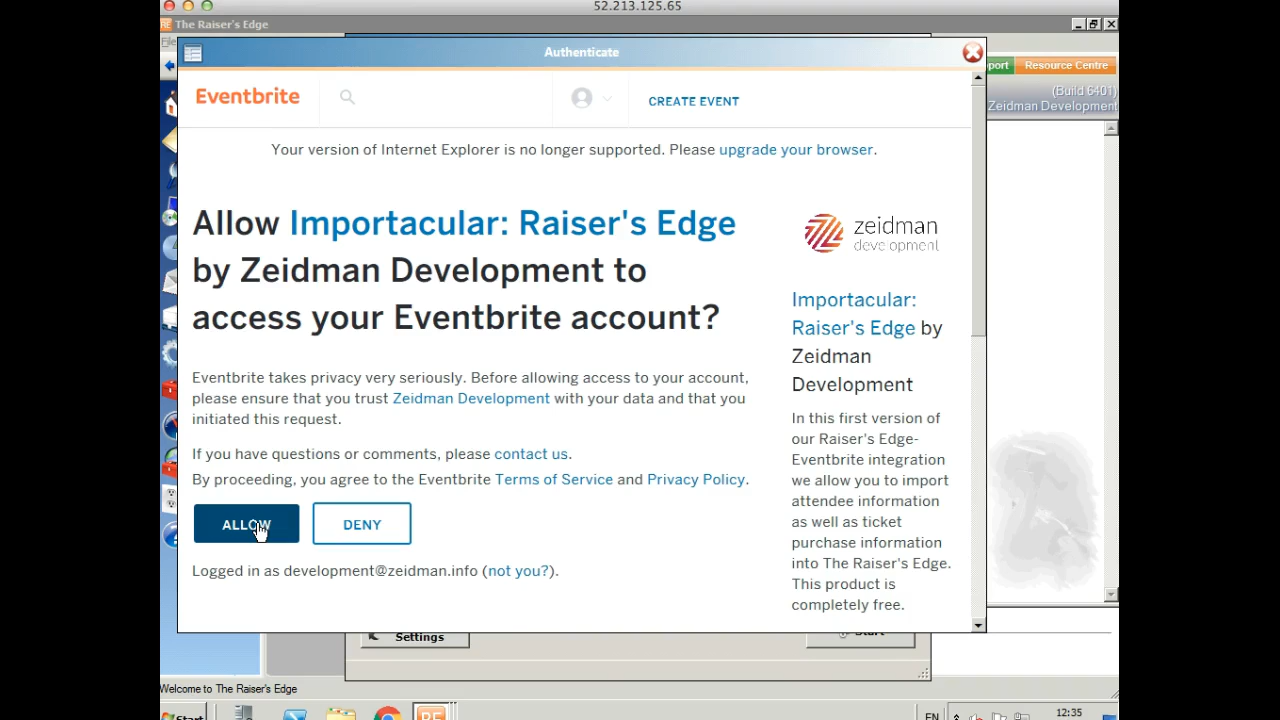 52.213.125.65
RE The Raiser's Edge
File
Authenticate
port Resource Centre
Eventbrite
CREATE EVENT
(Build 6401)
Zeidman Development
Your version of Internet Explorer is no longer supported. Please upgrade your browser.
Allow Importacular: Raiser's Edge
by Zeidman Development to
access your Eventbrite account?
Eventbrite takes privacy very seriously. Before allowing access to your account,
please ensure that you trust Zeidman Development with your data and that you
initiated this request.
If you have questions or comments, please contact us.
By proceeding, you agree to the Eventbrite Terms of Service and Privacy Policy.
ALLOW DENY
Logged in as development@zeidman.info (not you?).
zeidman
development
Importacular:
Raiser's Edge by
Zeidman
Development
In this first version of
our Raiser's Edge-
Eventbrite integration
we allow you to import
attendee information
as well as ticket
purchase information
into The Raiser's Edge.
This product is
completely free.
Settings Start
Welcome to The Raiser's Edge
Start RE EN 12:35